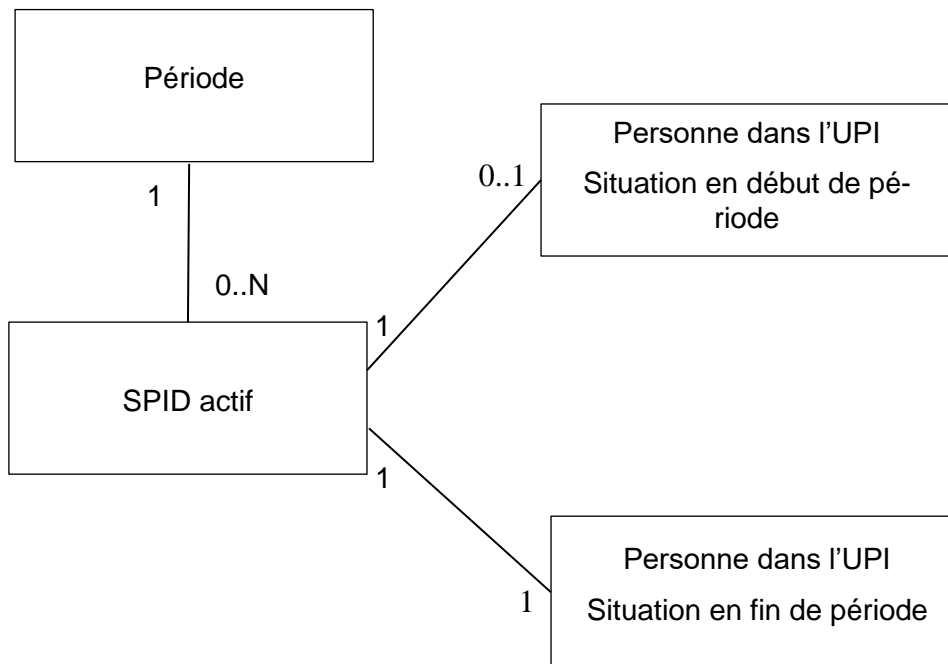 Période
1
0..N
SPID actif
1
1
0..1
Personne dans l'UPI
Situation en début de pé-
riode
1
Personne dans l'UPI
Situation en fin de période